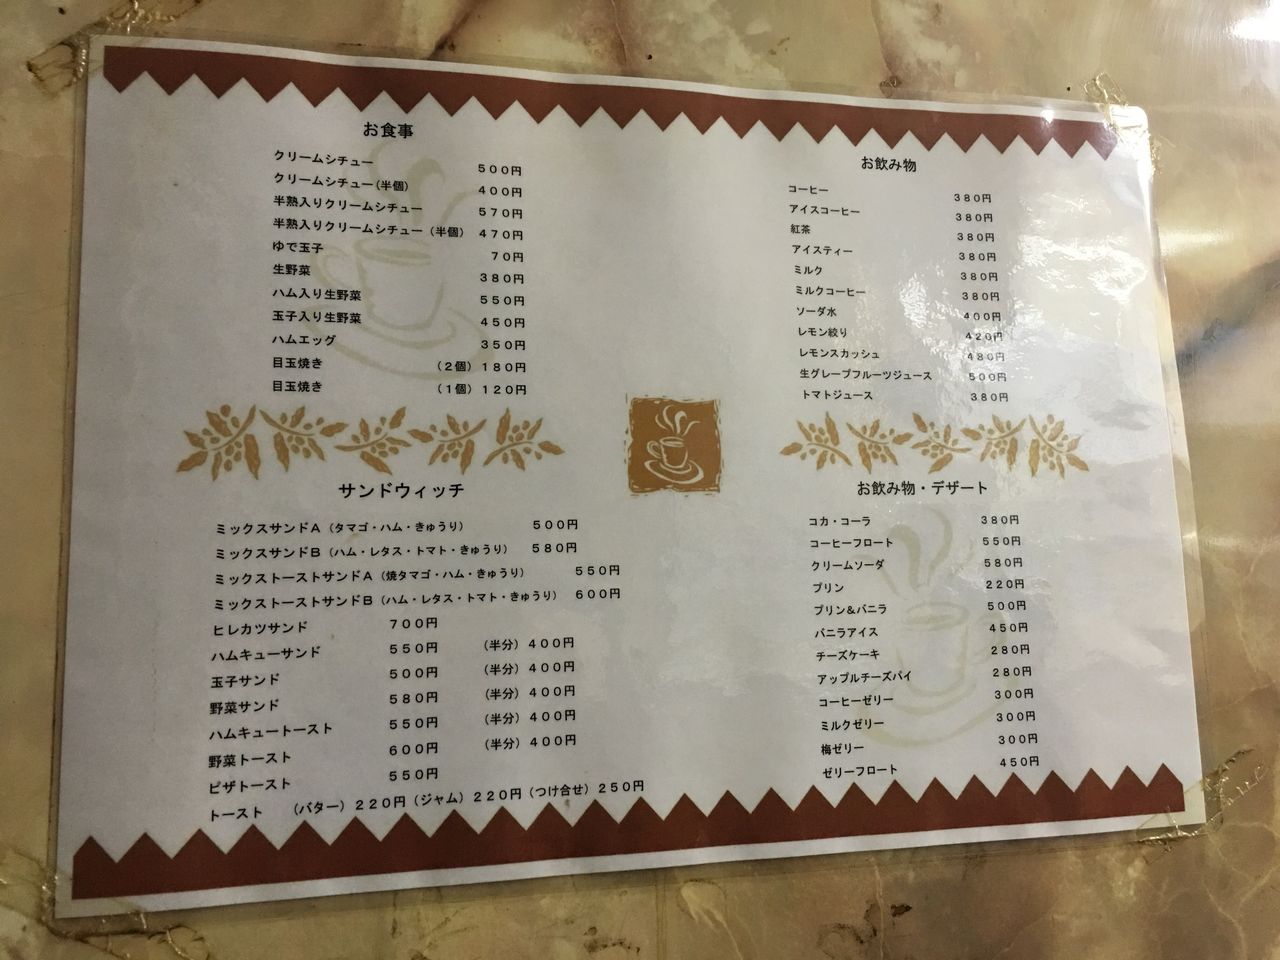 お食事
クリームシチュー 500円
クリームシチュー(半個) 400円
半熟入りクリームシチュー 570円
半熟入りクリームシチュー(半個) 470円
ゆで玉子 70円
生野菜 380円
ハム入り生野菜 550円
玉子入り生野菜 450円
ハムエッグ 350円
目玉焼き (2個) 180円
目玉焼き (1個) 120円
サンドウィッチ
ミックスサンドA(タマゴ・ハム・きゅうり) 500円
ミックスサンドB(ハム・レタス・トマト・きゅうり) 580円
ミックストーストサンドA(焼タマゴ・ハム・きゅうり) 550円
ミックストーストサンドB(ハム・レタス・トマト・きゅうり) 600円
ヒレカツサンド 700円
ハムキューサンド 550円 (半分)400円
玉子サンド 500円 (半分)400円
野菜サンド 580円 (半分)400円
ハムキュートースト 550円 (半分)400円
野菜トースト 600円 (半分)400円
ピザトースト 550円
トースト (バター)220円(ジャム)220円(つけ合せ)250円
お飲み物
コーヒー 380円
アイスコーヒー 380円
紅茶 380円
アイスティー 380円
ミルク 380円
ミルクコーヒー 380円
ソーダ水 400円
レモン絞り 420円
レモンスカッシュ 480円
生グレープフルーツジュース 500円
トマトジュース 380円
お飲み物・デザート
コカ・コーラ 380円
コーヒーフロート 550円
クリームソーダ 580円
プリン 220円
プリン&バニラ 500円
バニラアイス 450円
チーズケーキ 280円
アップルチーズパイ 280円
コーヒーゼリー 300円
ミルクゼリー 300円
梅ゼリー 300円
ゼリーフロート 450円